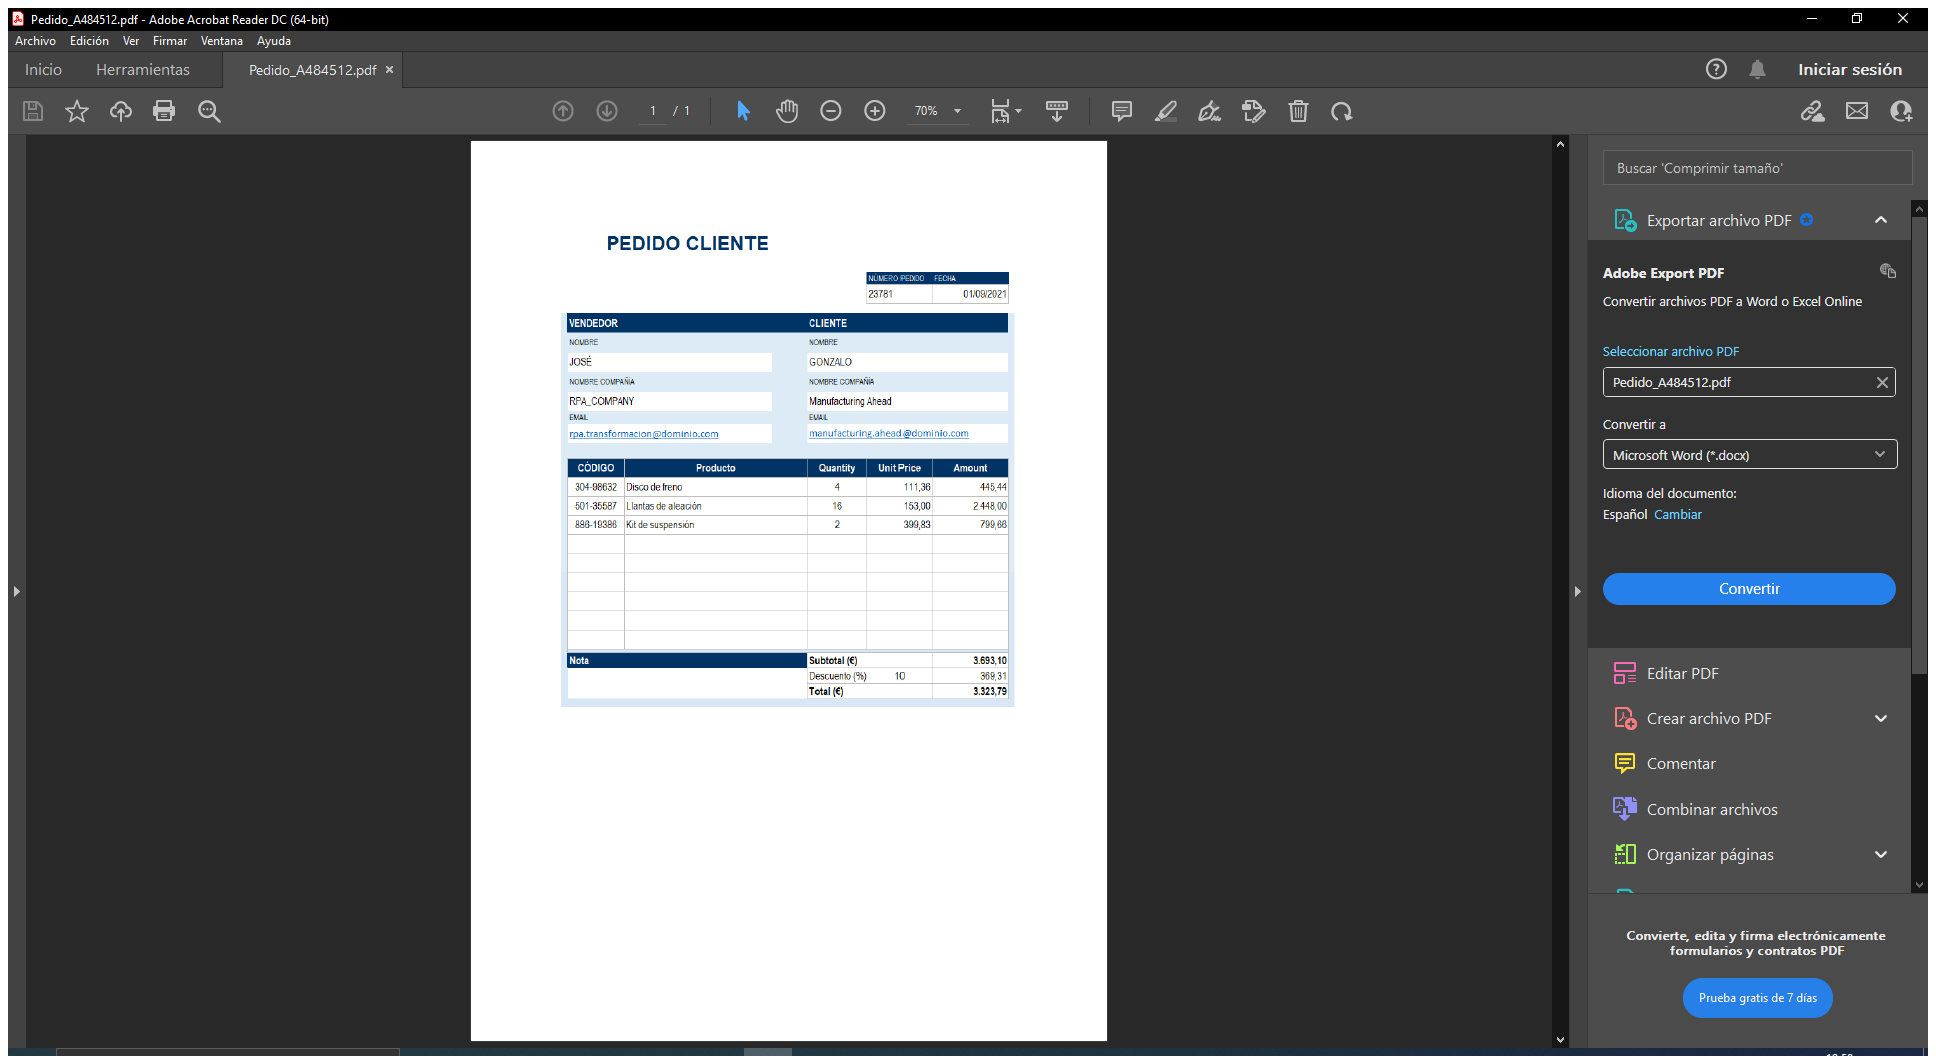 Pedido_A484512.pdf - Adobe Acrobat Reader DC (64-bit)
Archivo Edición Ver Firmar Ventana Ayuda
Inicio Herramientas Pedido_A484512.pdf × Iniciar sesión
1 / 1 70%
PEDIDO CLIENTE
NÚMERO PEDIDO FECHA
23781 01/09/2021
VENDEDOR CLIENTE
NOMBRE NOMBRE
JOSÉ GONZALO
NOMBRE COMPAÑÍA NOMBRE COMPAÑÍA
RPA_COMPANY Manufacturing Ahead
EMAIL EMAIL
rpa.transformacion@dominio.com manufacturing.ahead@dominio.com
CÓDIGO Producto Quantity Unit Price Amount
304-98632 Disco de freno 4 111,36 445,44
501-35587 Llantas de aleación 16 153,00 2.448,00
886-19386 Kit de suspensión 2 399,83 799,66
Nota Subtotal (€) 3.693,10
Descuento (%) 10 369,31
Total (€) 3.323,79
Buscar 'Comprimir tamaño'
Exportar archivo PDF
Adobe Export PDF
Convertir archivos PDF a Word o Excel Online
Seleccionar archivo PDF
Pedido_A484512.pdf
Convertir a
Microsoft Word (*.docx)
Idioma del documento:
Español Cambiar
Convertir
Editar PDF
Crear archivo PDF
Comentar
Combinar archivos
Organizar páginas
Convierte, edita y firma electrónicamente
formularios y contratos PDF
Prueba gratis de 7 días